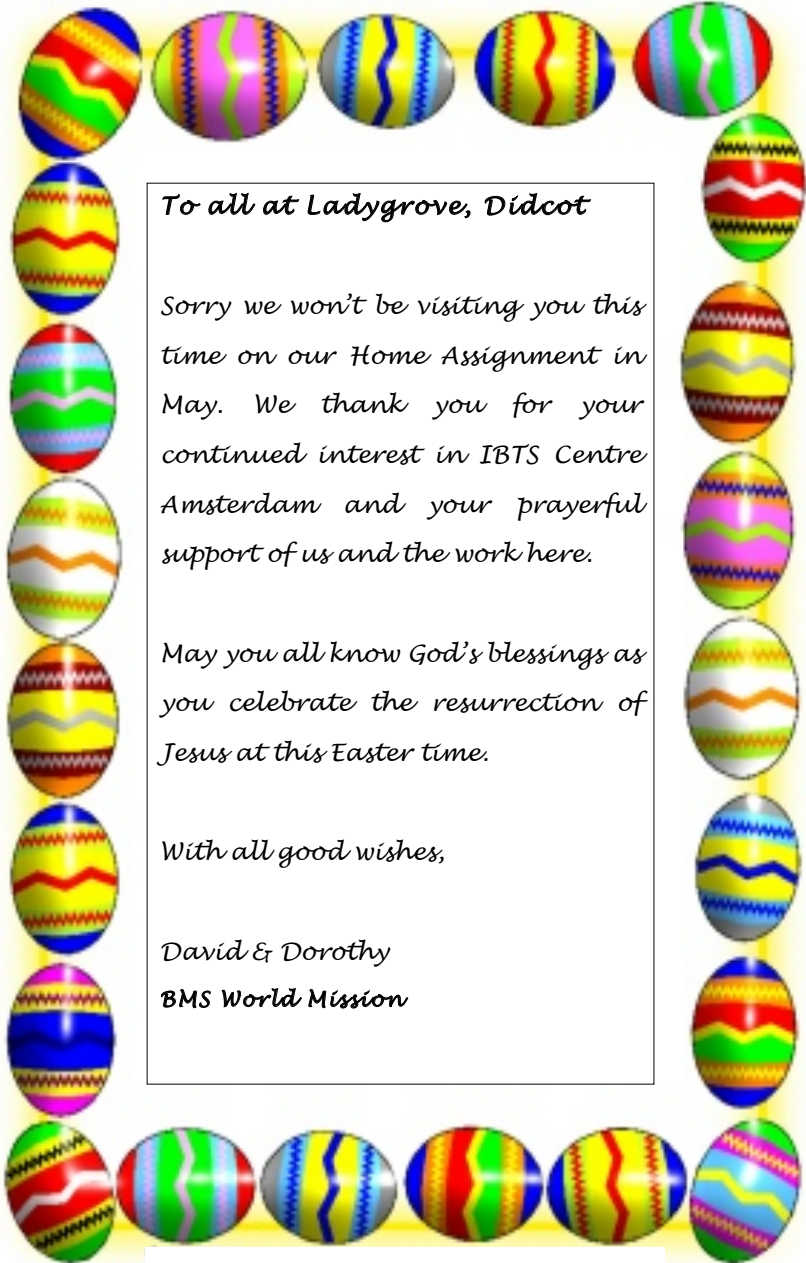 To all at Ladygrove, Didcot
Sorry we won't be visiting you this
time on our Home Assignment in
May. We thank you for your
continued interest in IBTS Centre
Amsterdam and your prayerful
support of us and the work here.
May you all know God's blessings as
you celebrate the resurrection of
Jesus at this Easter time.
With all good wishes,
David & Dorothy
BMS World Mission